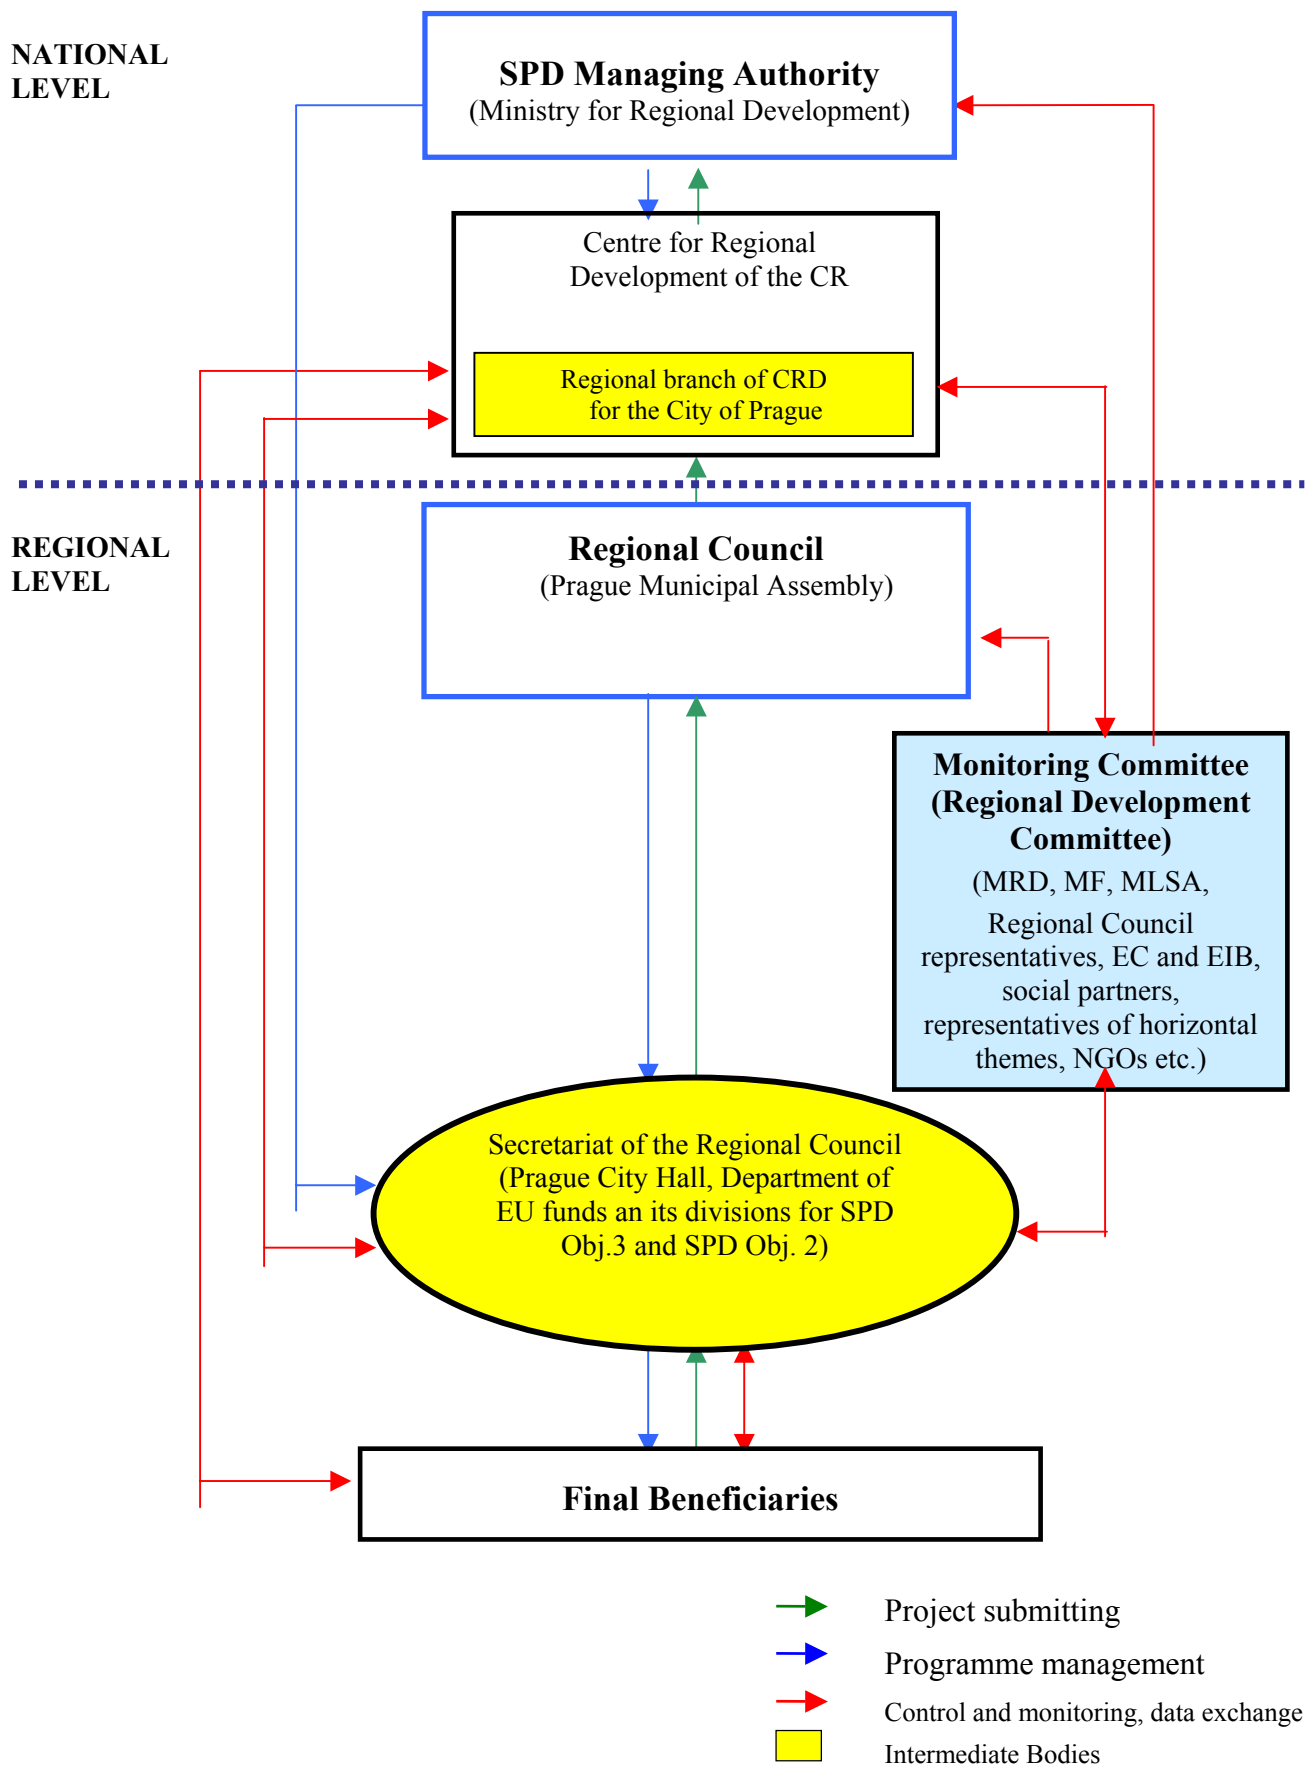 NATIONAL
LEVEL
SPD Managing Authority
(Ministry for Regional Development)
Centre for Regional
Development of the CR
Regional branch of CRD
for the City of Prague
REGIONAL
LEVEL
Regional Council
(Prague Municipal Assembly)
Monitoring Committee
(Regional Development
Committee)
(MRD, MF, MLSA,
Regional Council
representatives, EC and EIB,
social partners,
representatives of horizontal
themes, NGOs etc.)
Secretariat of the Regional Council
(Prague City Hall, Department of
EU funds an its divisions for SPD
Obj.3 and SPD Obj. 2)
Final Beneficiaries
Project submitting
Programme management
Control and monitoring, data exchange
Intermediate Bodies